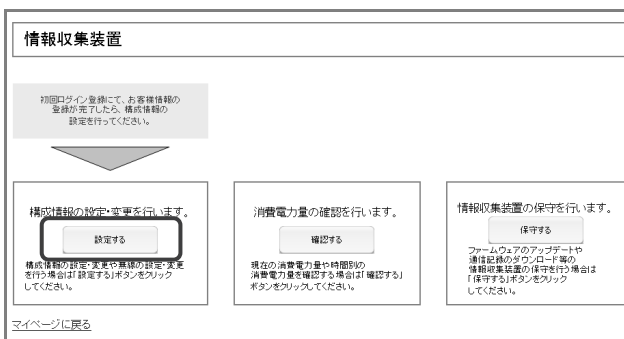 情報収集装置
初回ログイン登録にて、お客様情報の
登録が完了したら、構成情報の
設定を行ってください。
構成情報の設定・変更を行います。
設定する
構成情報の設定・変更や無線の設定・変更
を行う場合は「設定する」ボタンをクリック
してください。
消費電力量の確認を行います。
確認する
現在の消費電力量や時間別の
消費電力量を確認する場合は「確認する」
ボタンをクリックしてください。
情報収集装置の保守を行います。
保守する
ファームウェアのアップデートや
通信記録のダウンロード等の
情報収集装置の保守を行う場合は
「保守する」ボタンをクリック
してください。
マイページに戻る